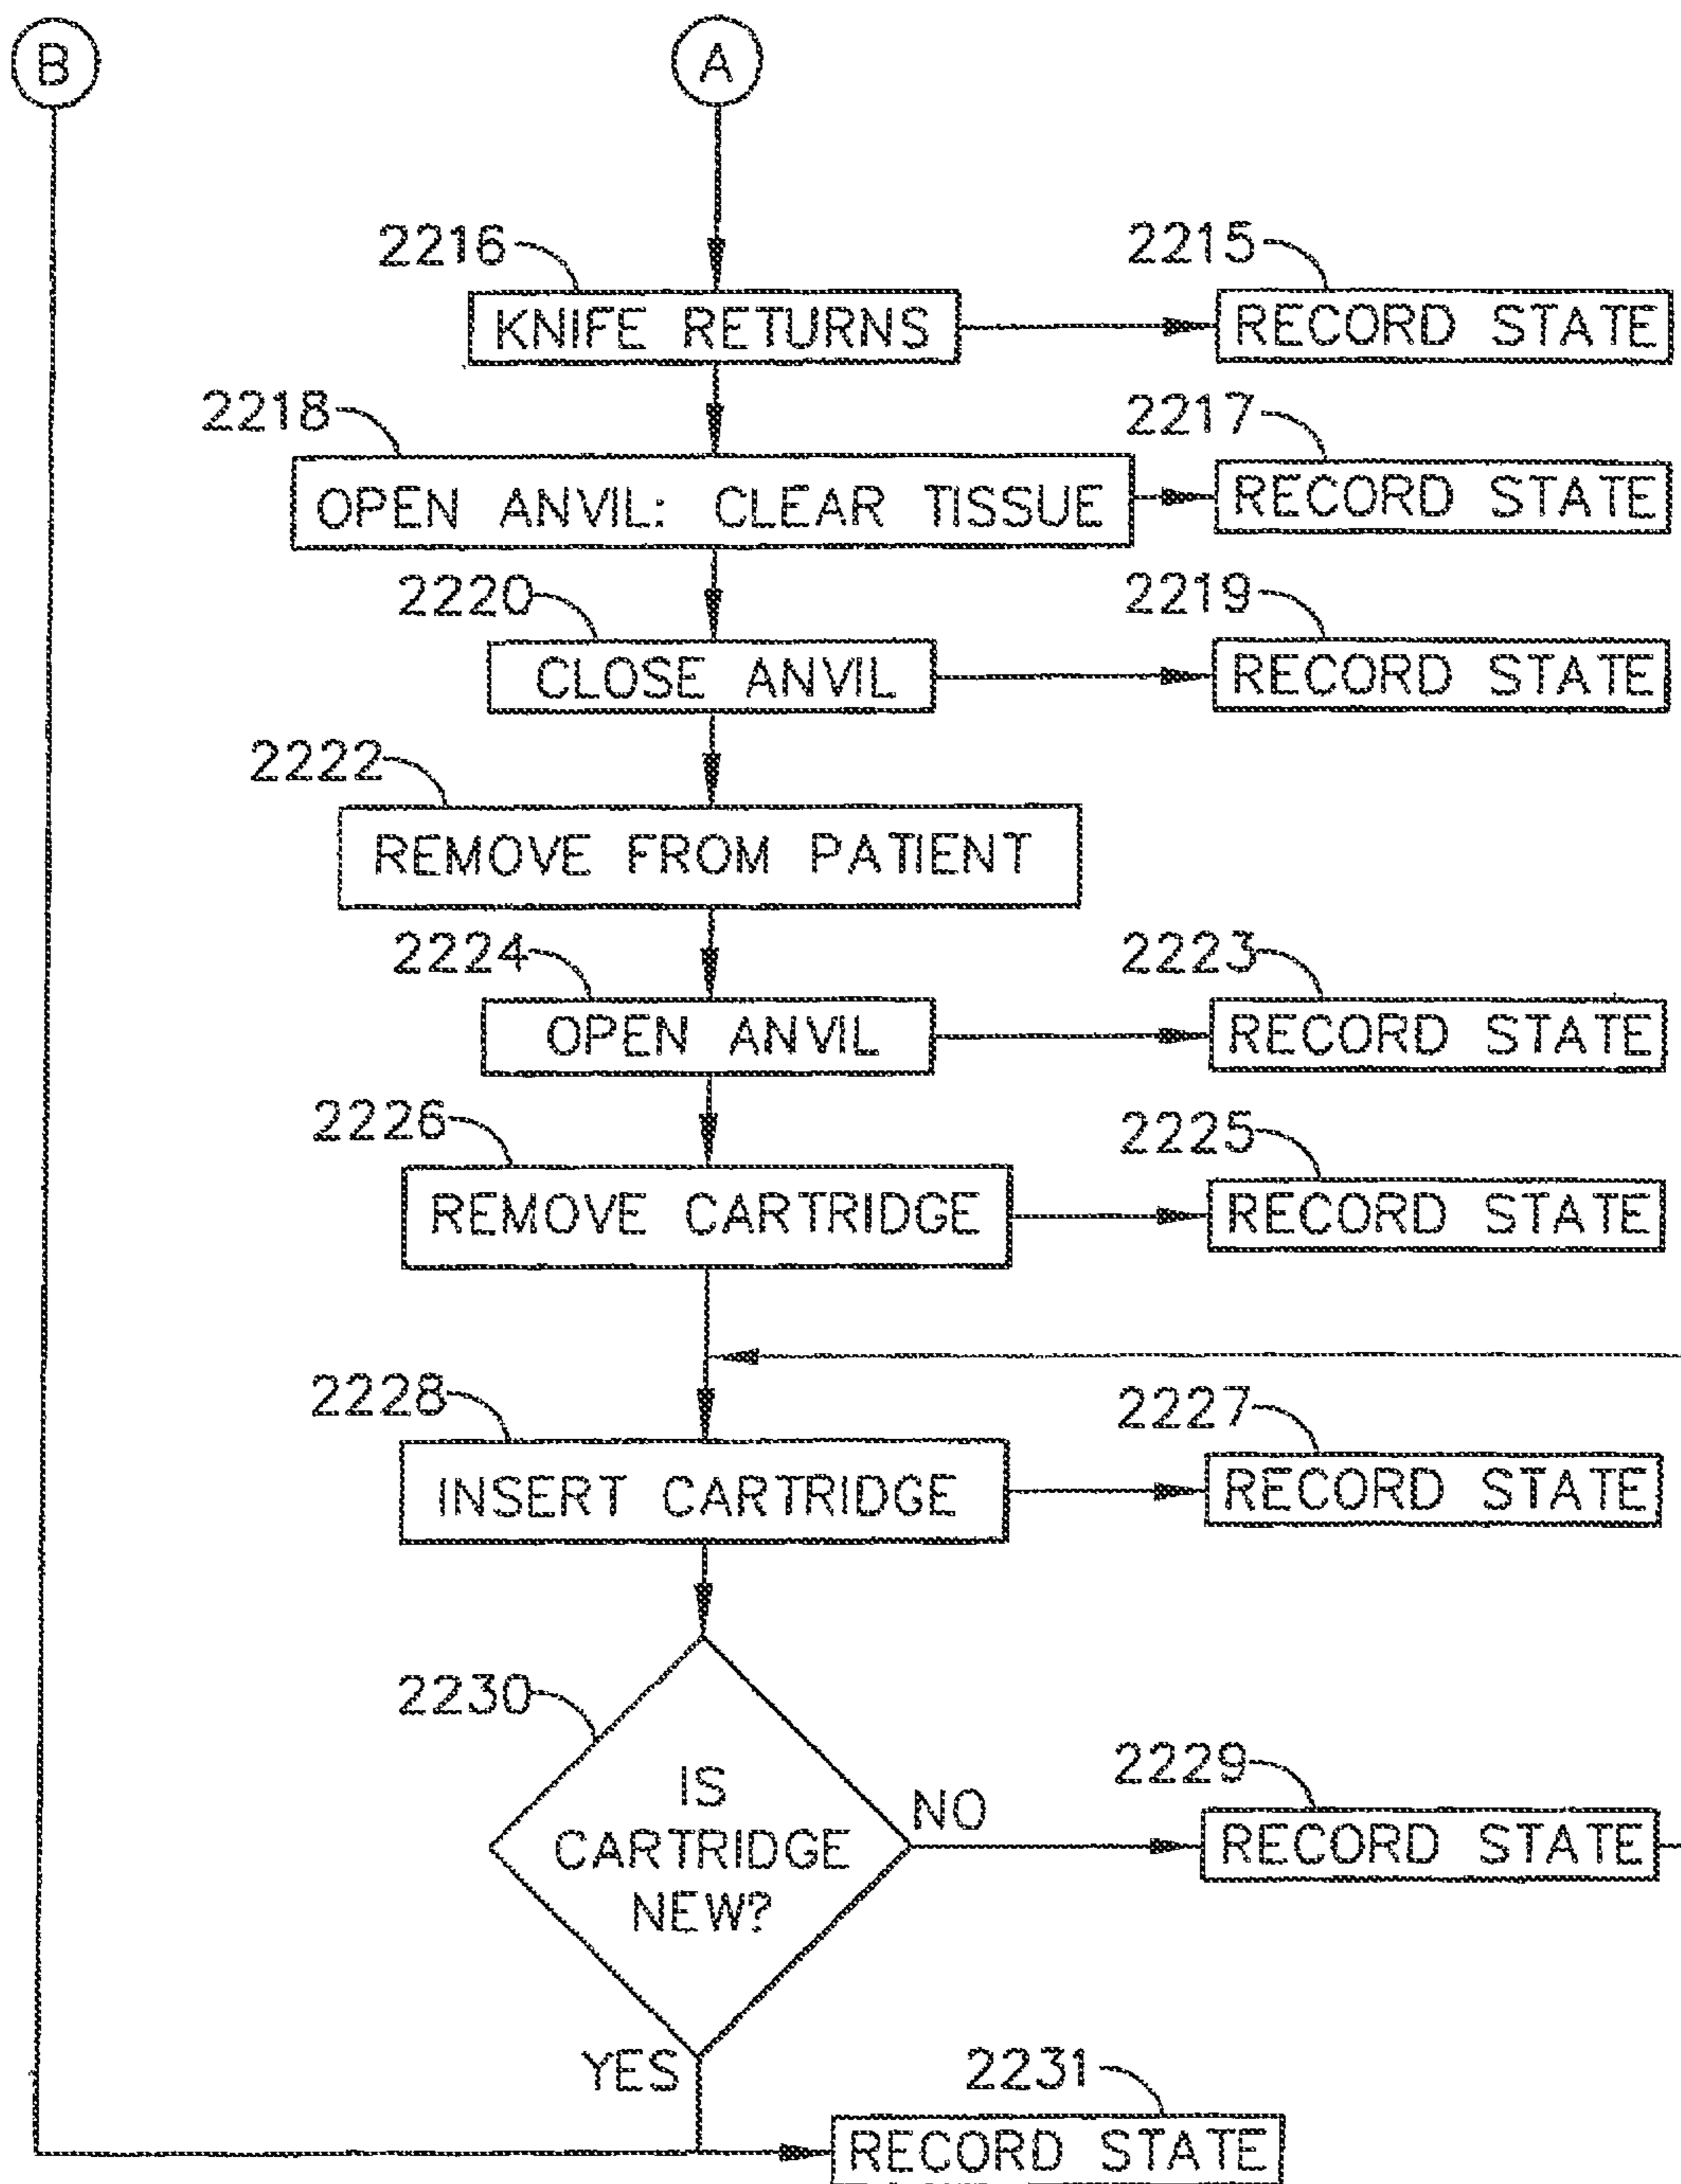 B
A
2216
2215
KNIFE RETURNS
RECORD STATE
2218
2217
OPEN ANVIL: CLEAR TISSUE
RECORD STATE
2220
2219
CLOSE ANVIL
RECORD STATE
2222
REMOVE FROM PATIENT
2224
2223
OPEN ANVIL
RECORD STATE
2226
2225
REMOVE CARTRIDGE
RECORD STATE
2228
2227
INSERT CARTRIDGE
RECORD STATE
2230
IS
CARTRIDGE
NEW?
NO
2229
RECORD STATE
YES
2231
RECORD STATE